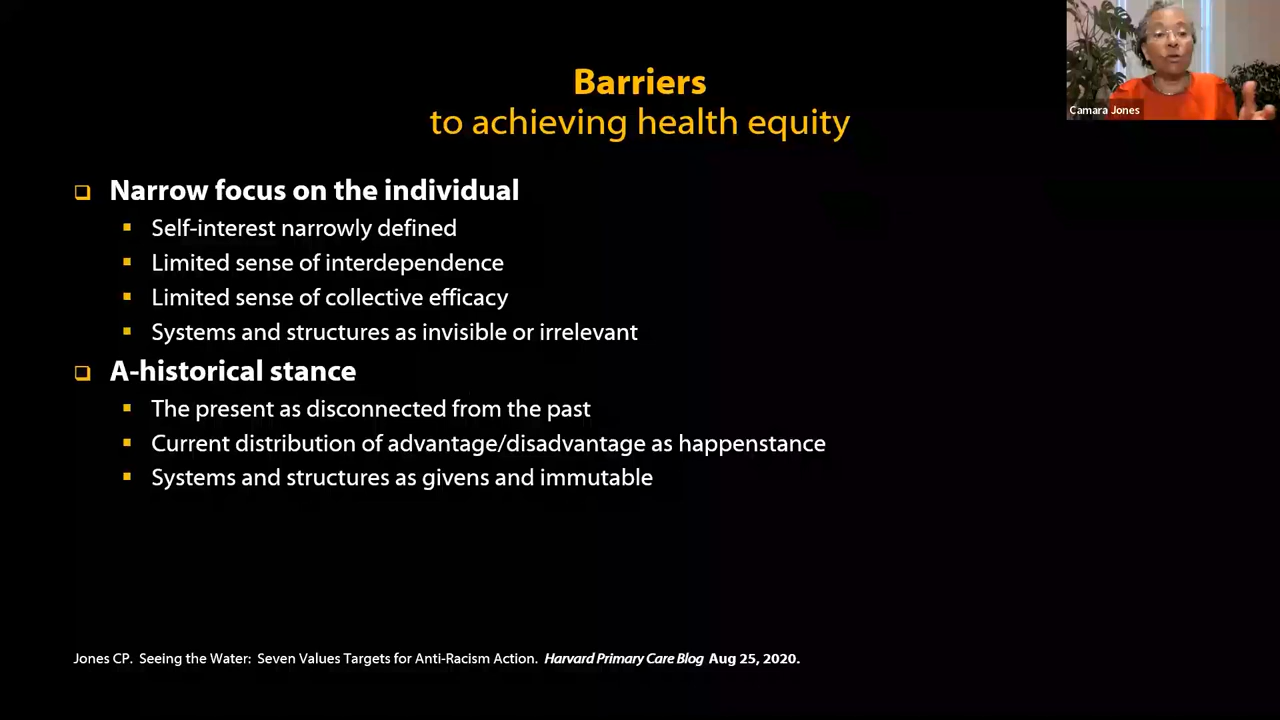 Barriers
to achieving health equity
Camara Jones
❑ Narrow focus on the individual
▪ Self-interest narrowly defined
▪ Limited sense of interdependence
▪ Limited sense of collective efficacy
▪ Systems and structures as invisible or irrelevant
❑ A-historical stance
▪ The present as disconnected from the past
▪ Current distribution of advantage/disadvantage as happenstance
▪ Systems and structures as givens and immutable
Jones CP. Seeing the Water: Seven Values Targets for Anti-Racism Action. Harvard Primary Care Blog Aug 25, 2020.